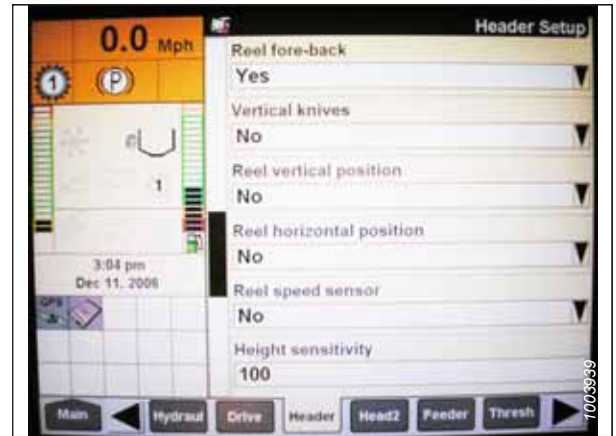 0.0 Mph
Header Setup
Reel fore-back
Yes
1
(P)
Vertical knives
No
Reel vertical position
No
1
Reel horizontal position
No
3:04 pm
Dec 11, 2006
Reel speed sensor
No
GPS
Height sensitivity
100
Main
Hydraul
Drive
Header
Head2
Feeder
Thresh
1003939